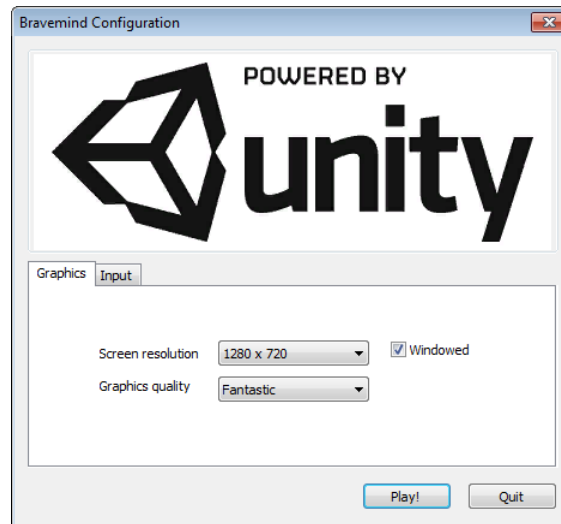 Bravemind Configuration
POWERED BY
unity
Graphics Input
Screen resolution 1280 x 720 Windowed
Graphics quality Fantastic
Play! Quit